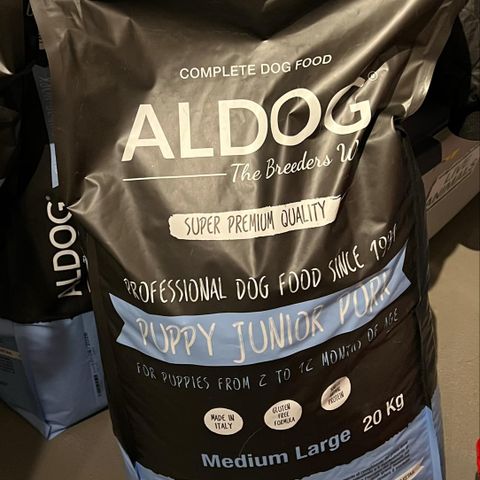 COMPLETE DOG FOOD
ALDOG®
The Breeders W
SUPER PREMIUM QUALITY
PROFESSIONAL DOG FOOD SINCE
PUPPY JUNIOR PORK
FOR PUPPIES FROM 2 TO 12 MONTHS OF AGE
MADE IN
ITALY
GLUTEN
FREE
FORMULA
PROTEIN
Medium Large 20 Kg
ALDOG